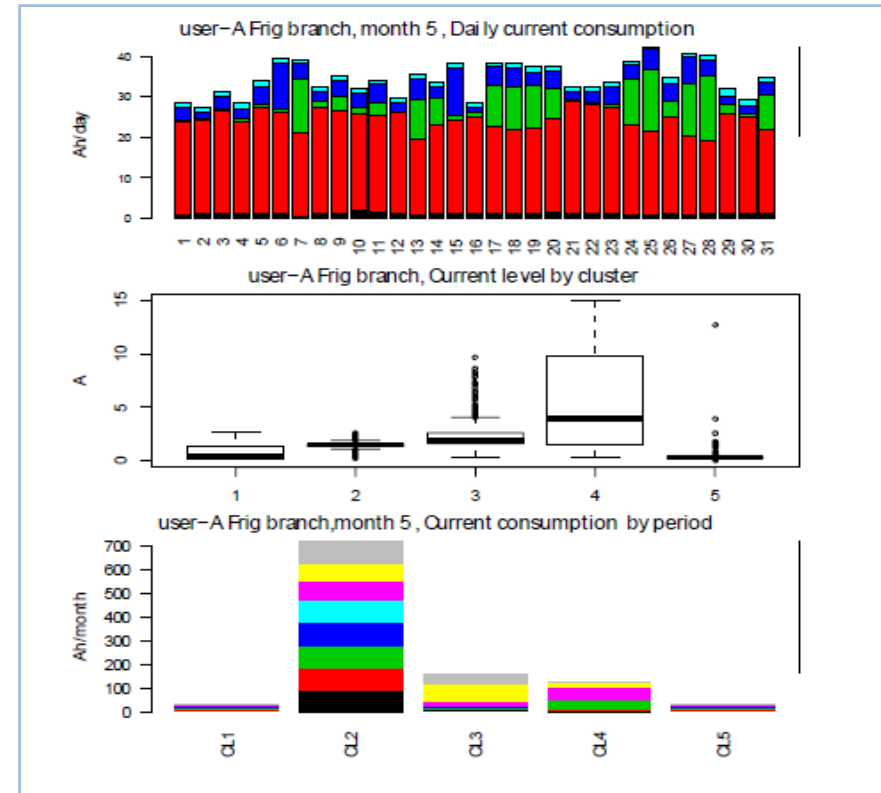 user-A Frig branch, month 5 , Daily current consumption
Ah/day
40
30
20
10
0
1 2 3 4 5 6 7 8 9 10 11 12 13 14 15 16 17 18 19 20 21 22 23 24 25 26 27 28 29 30 31
user-A Frig branch, Current level by cluster
A
15
10
5
0
1 2 3 4 5
user-A Frig branch,month 5 , Current consumption by period
Ah/month
700
600
500
400
300
200
100
0
CL1 CL2 CL3 CL4 CL5